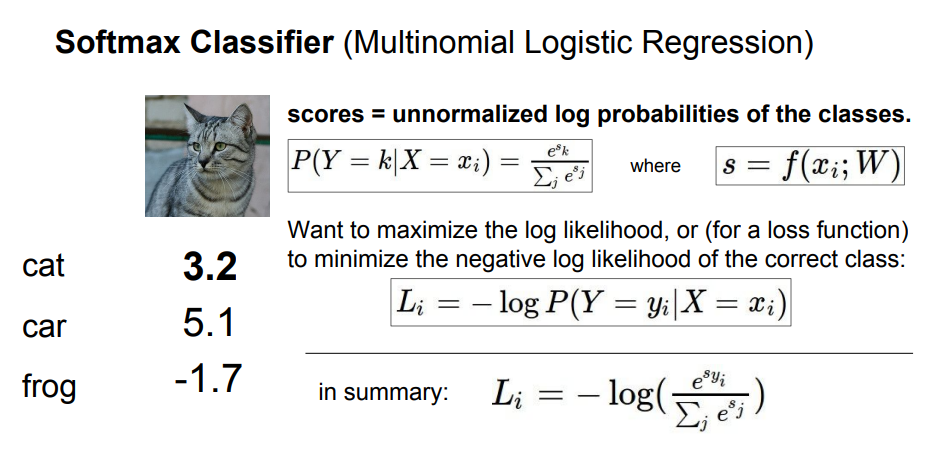 Softmax Classifier (Multinomial Logistic Regression)
scores = unnormalized log probabilities of the classes.
P(Y = k|X = x_i) = \frac{e^{s_k}}{\sum_j e^{s_j}} where s = f(x_i; W)
Want to maximize the log likelihood, or (for a loss function)
to minimize the negative log likelihood of the correct class:
L_i = − log P(Y = y_i|X = x_i)
cat 3.2
car 5.1
frog -1.7
in summary: L_i = − log(\frac{e^{s_{y_i}}}{\sum_j e^{s_j}})